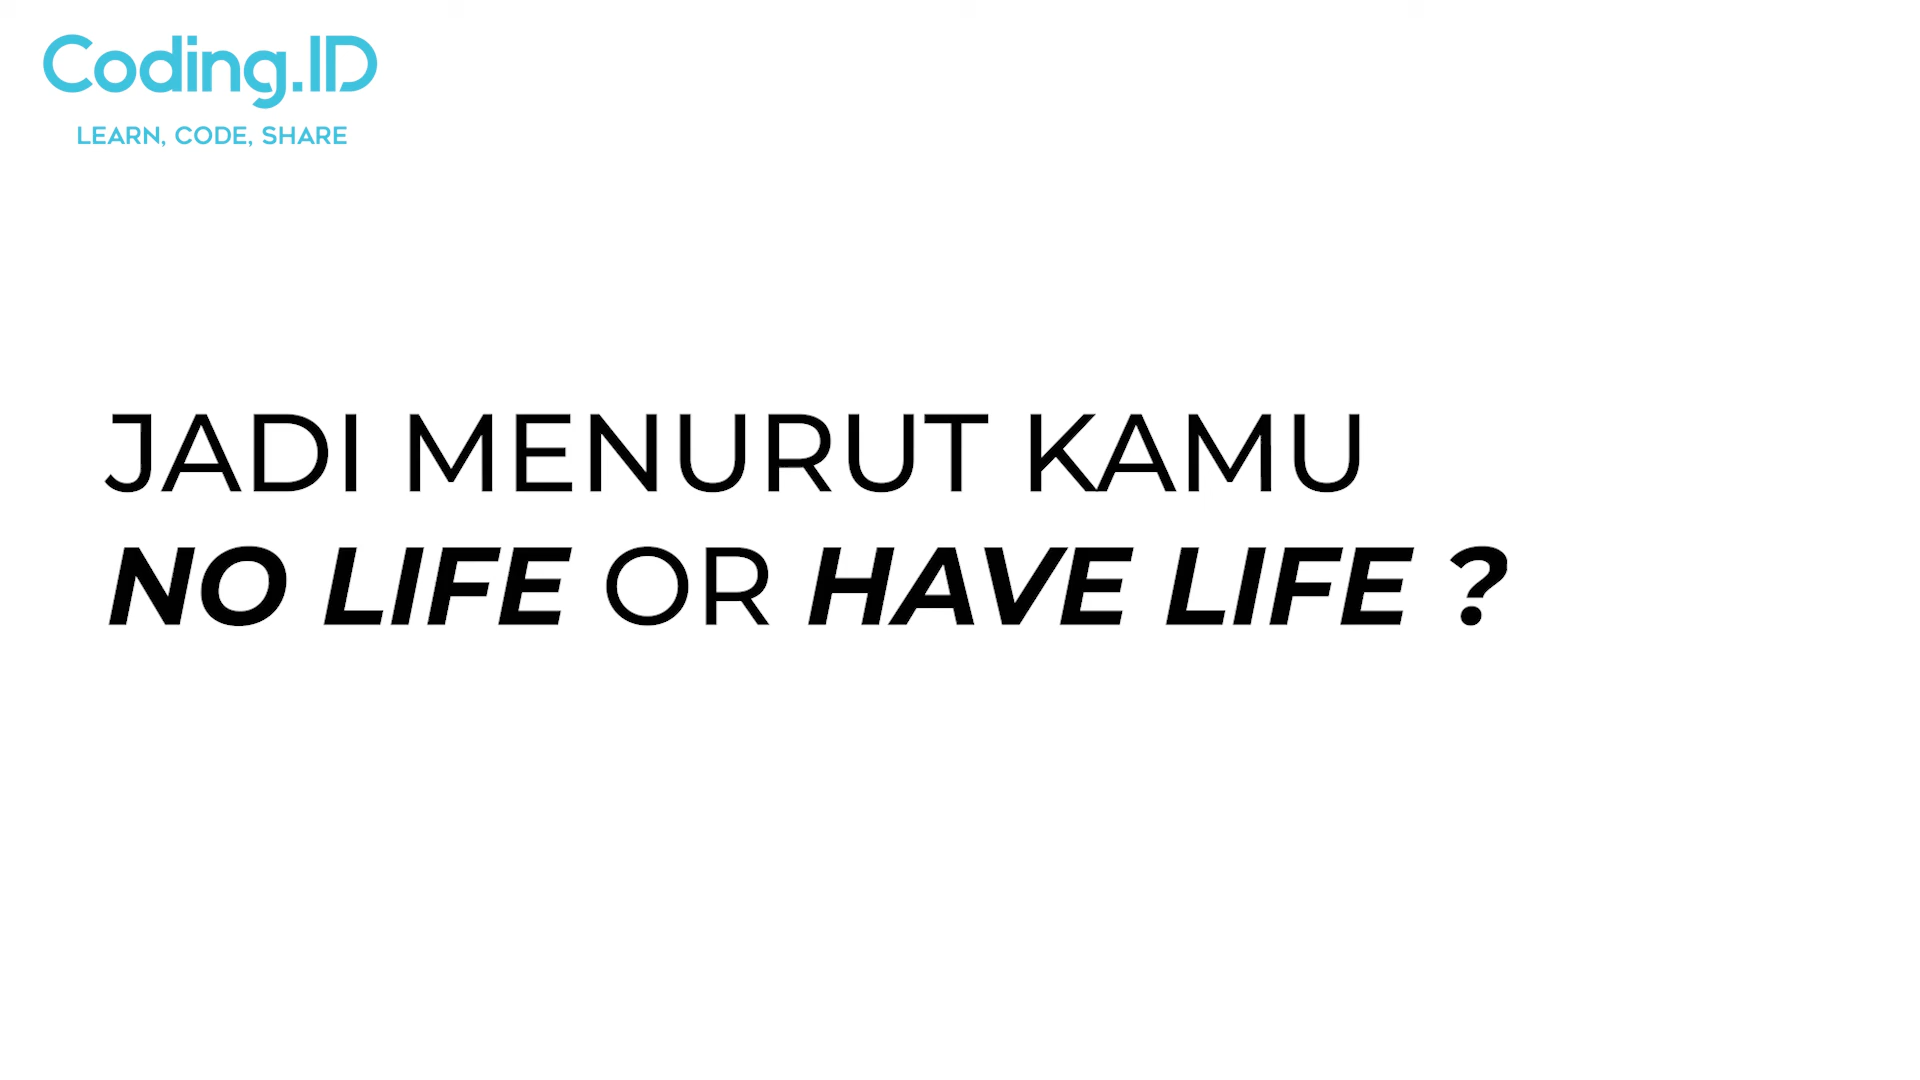 Coding.ID
LEARN, CODE, SHARE
JADI MENURUT KAMU
NO LIFE OR HAVE LIFE ?